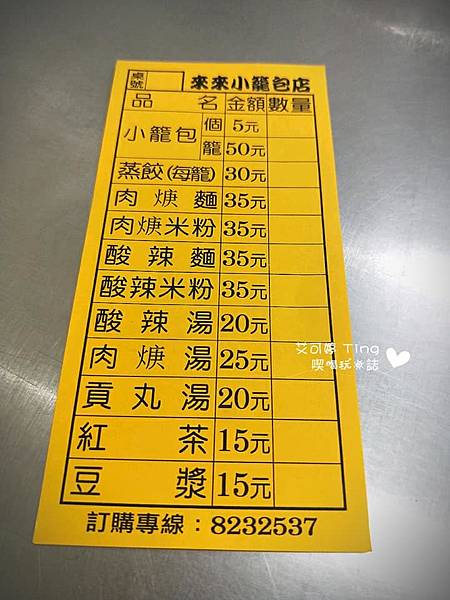 桌號 來來小籠包店
品名 金額 數量
小籠包 個 5元
籠 50元
蒸餃(每籠) 30元
肉焿麵 35元
肉焿米粉 35元
酸辣麵 35元
酸辣米粉 35元
酸辣湯 20元
肉焿湯 25元
貢丸湯 20元
紅茶 15元
豆漿 15元
訂購專線：8232537
艾可婷 Ting
喫喝玩樂誌